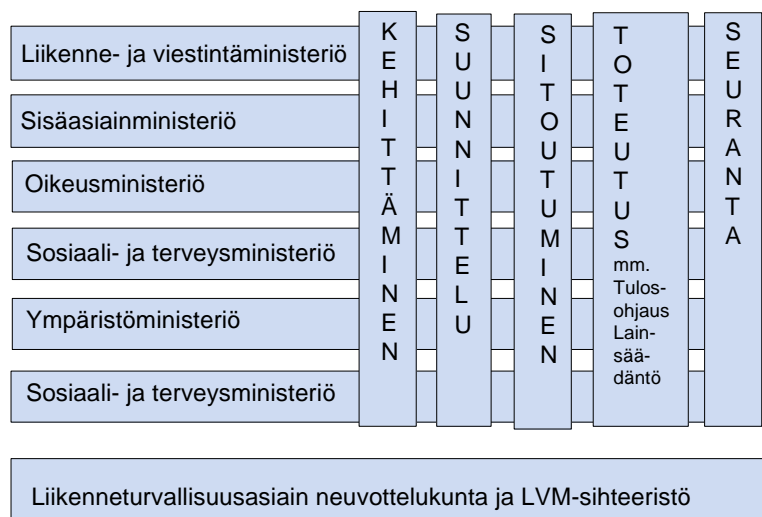 Liikenne- ja viestintäministeriö
Sisäasiainministeriö
Oikeusministeriö
Sosiaali- ja terveysministeriö
Ympäristöministeriö
Sosiaali- ja terveysministeriö
KEHITTÄMINEN
SUUNNITTELU
SITOUTUMINEN
TOTEUTUS
mm.
Tulos-
ohjaus
Lain-
sää-
däntö
SEURANTA
Liikenneturvallisuusasiain neuvottelukunta ja LVM-sihteeristö